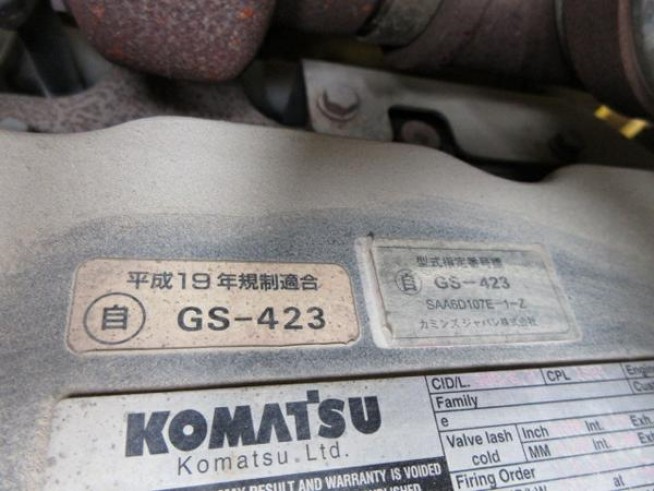 平成19年規制適合
自 GS-423
型式指定番号標
自 GS-423
SAA6D107E-1-Z
カミンズジャパン株式会社
KOMATSU
Komatsu Ltd.
MAY RESULT AND WARRANTY IS VOIDED
CID/L.
CPL
Family
e
Valve lash cold
Inch Int. Exh
MM Int. Exh
Firing Order
at